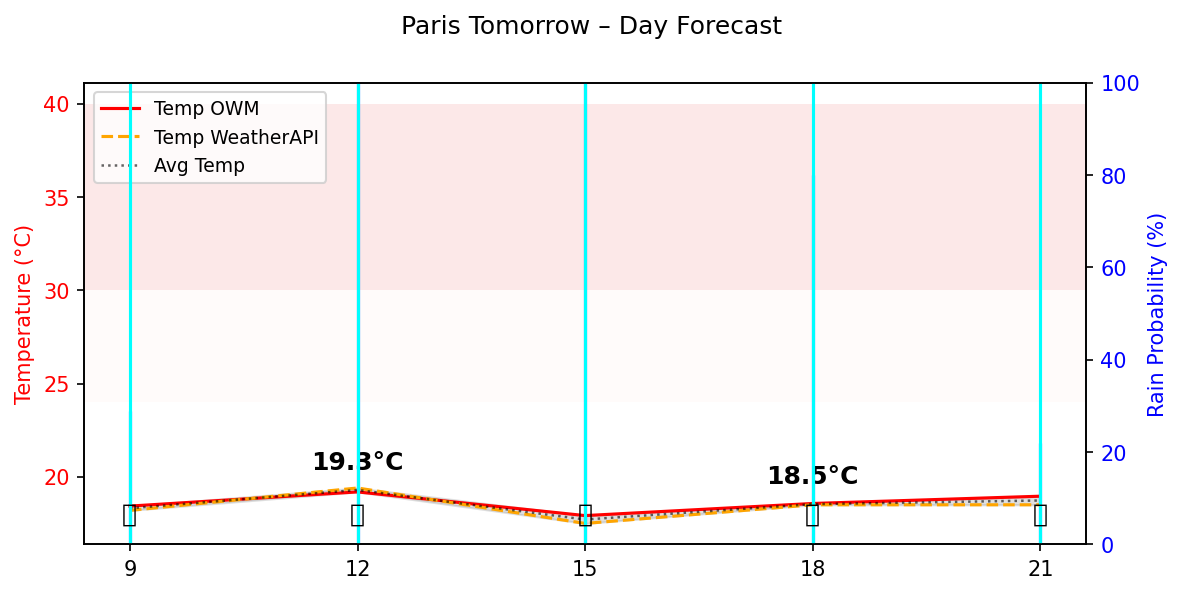 Paris Tomorrow – Day Forecast
Temp OWM
Temp WeatherAPI
Avg Temp
Temperature (°C)
40
35
30
25
20
100
80
60
40
20
0
Rain Probability (%)
19.3°C
18.5°C
9
12
15
18
21